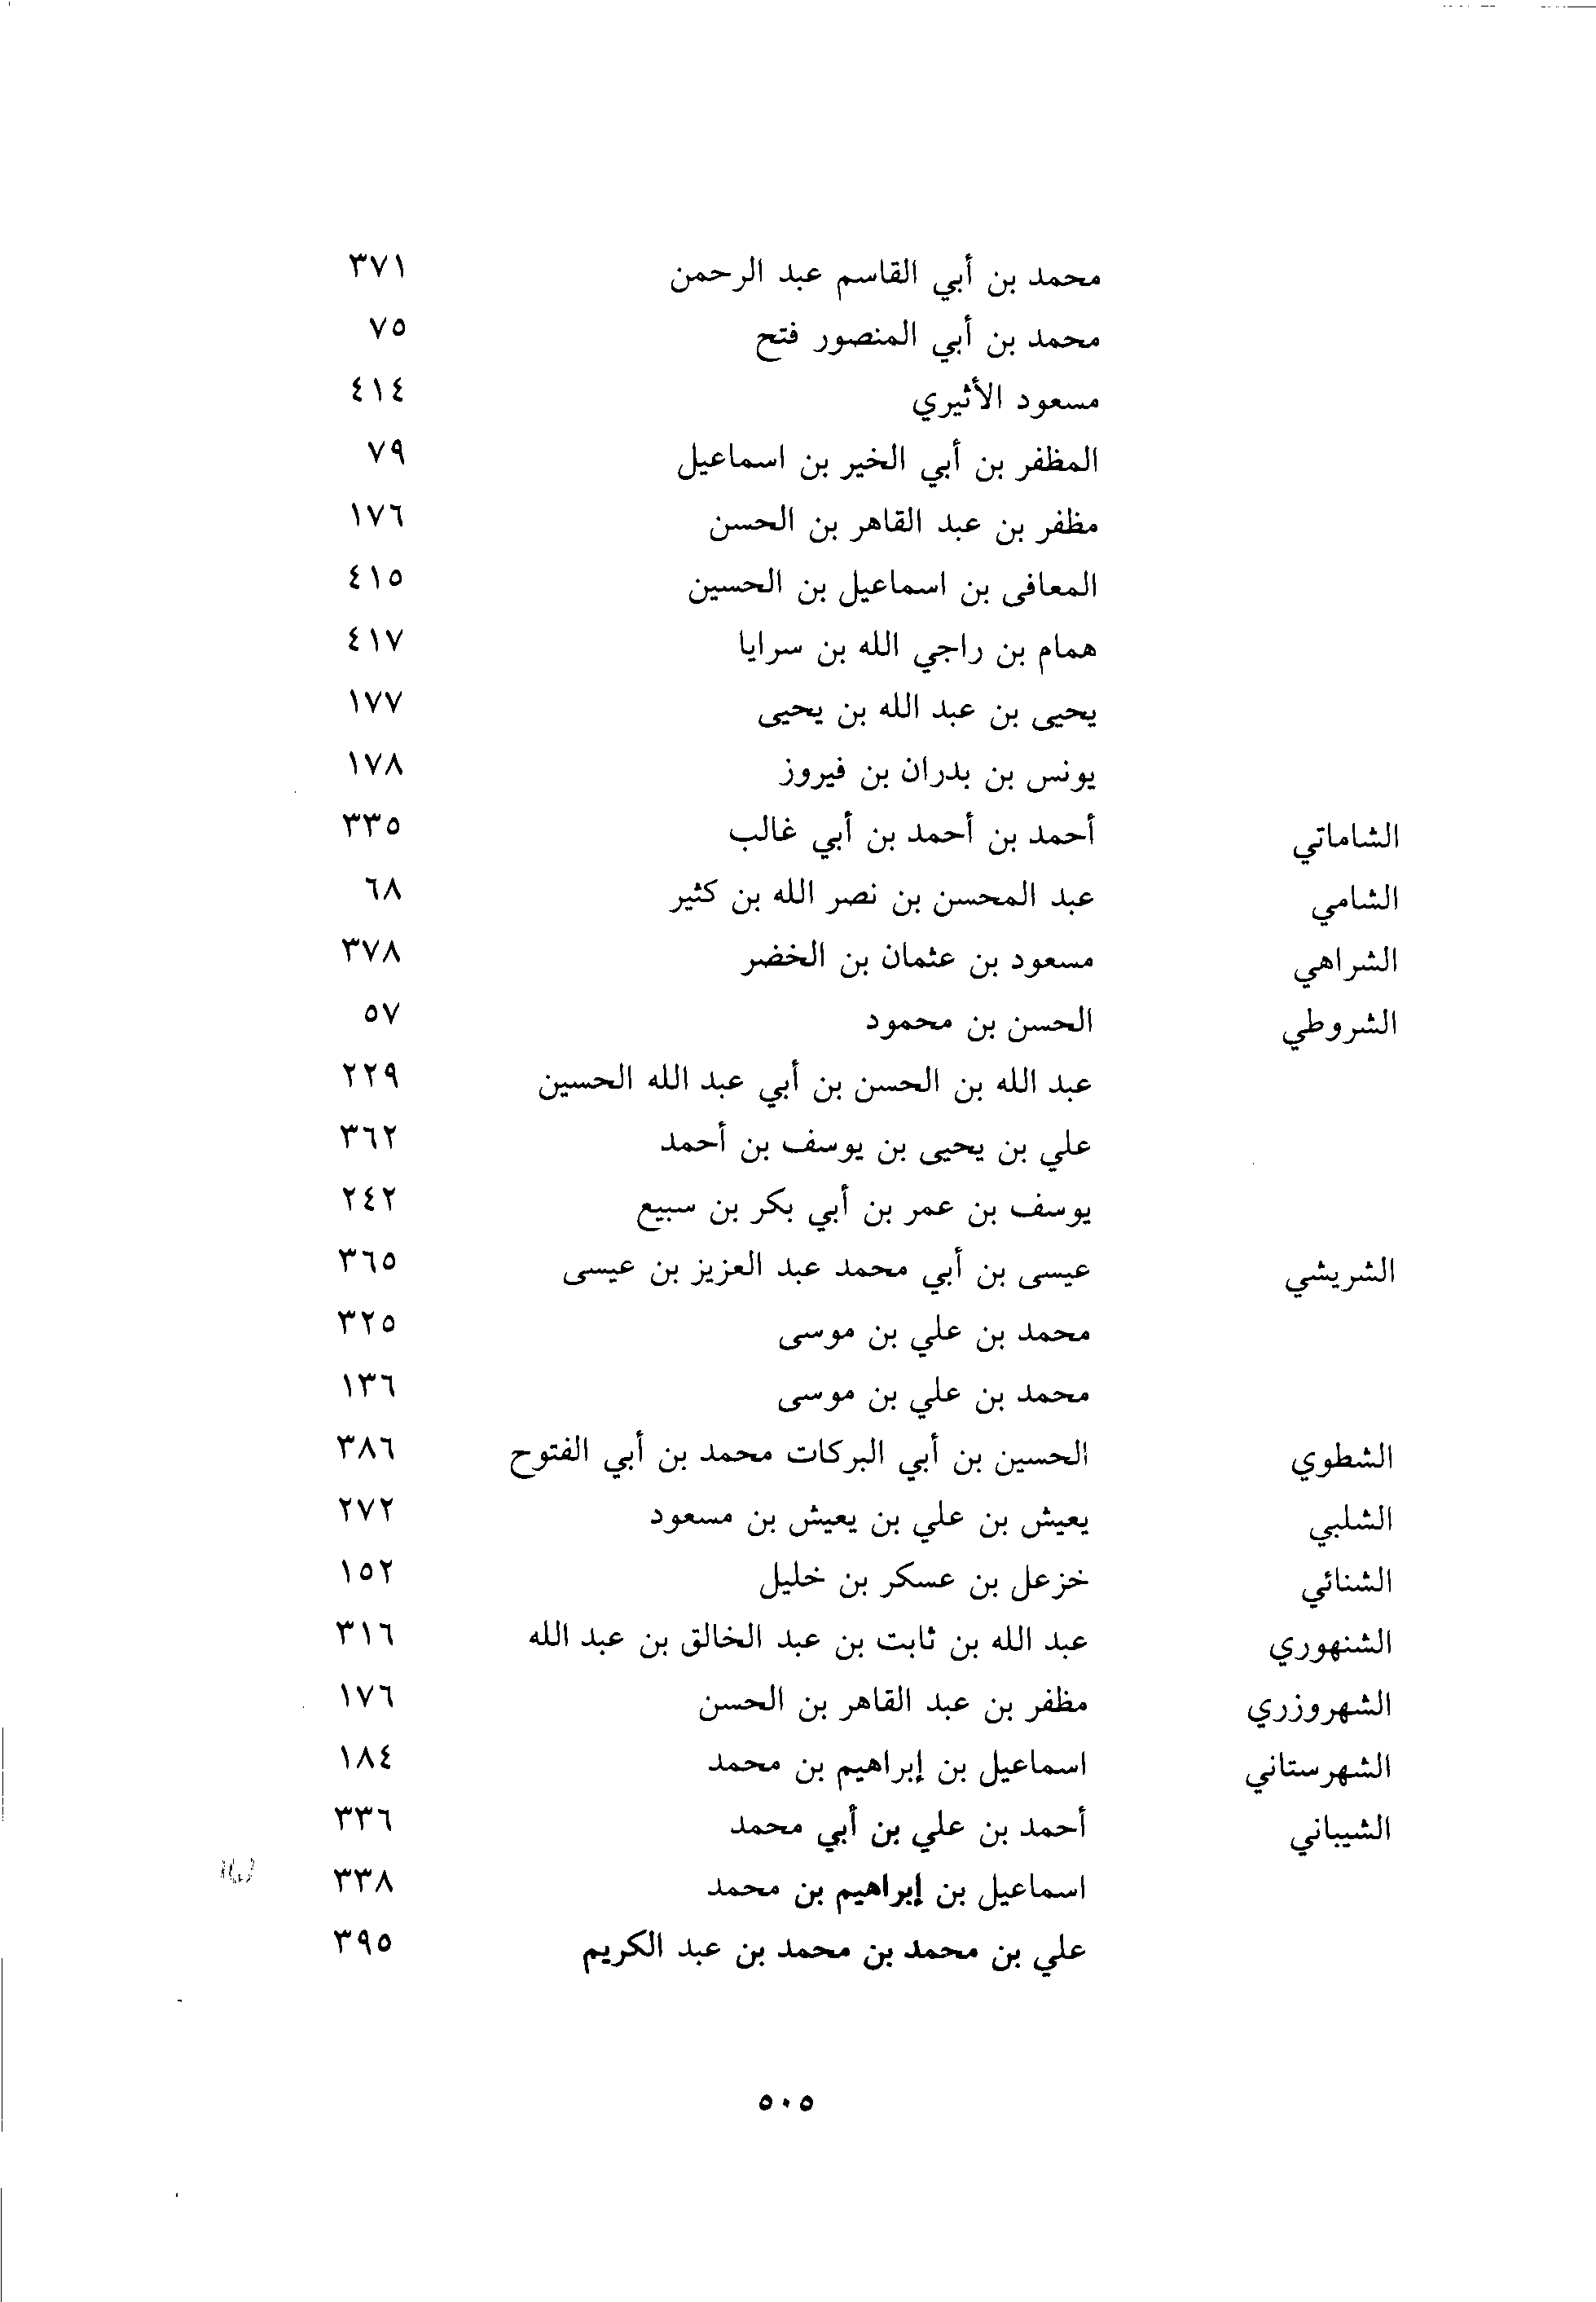 محمد بن أبي القاسم عبد الرحمن ٣٧١
محمد بن أبي المنصور فتح ٧٥
مسعود الأثيري ٤١٤
المظفر بن أبي الخير بن اسماعيل ٧٩
مظفر بن عبد القاهر بن الحسن ١٧٦
المعافى بن اسماعيل بن الحسين ٤١٥
همام بن راجي الله بن سرايا ٤١٧
يحيى بن عبد الله بن يحيى ١٧٧
يونس بن بدران بن فيروز ١٧٨
الشاماتي أحمد بن أحمد بن أبي غالب ٣٣٥
الشامي عبد المحسن بن نصر الله بن كثير ٦٨
الشراهي مسعود بن عثمان بن الخضر ٣٧٨
الشروطي الحسن بن محمود ٥٧
عبد الله بن الحسن بن أبي عبد الله الحسين ٢٢٩
علي بن يحيى بن يوسف بن أحمد ٣٦٢
يوسف بن عمر بن أبي بكر بن سبيع ٢٤٢
الشريشي عيسى بن أبي محمد عبد العزيز بن عيسى ٣٦٥
محمد بن علي بن موسى ٣٢٥
محمد بن علي بن موسى ١٣٦
الشطوي الحسين بن أبي البركات محمد بن أبي الفتوح ٣٨٦
الشلبي يعيش بن علي بن يعيش بن مسعود ٢٧٢
الشنائي خزعل بن عسكر بن خليل ١٥٢
الشنهوري عبد الله بن ثابت بن عبد الخالق بن عبد الله ٣١٦
الشهروزري مظفر بن عبد القاهر بن الحسن ١٧٦
الشهرستاني اسماعيل بن إبراهيم بن محمد ١٨٤
الشيباني أحمد بن علي بن أبي محمد ٣٣٦
اسماعيل بن إبراهيم بن محمد ٣٣٨
علي بن محمد بن محمد بن عبد الكريم ٣٩٥
٥٠٥